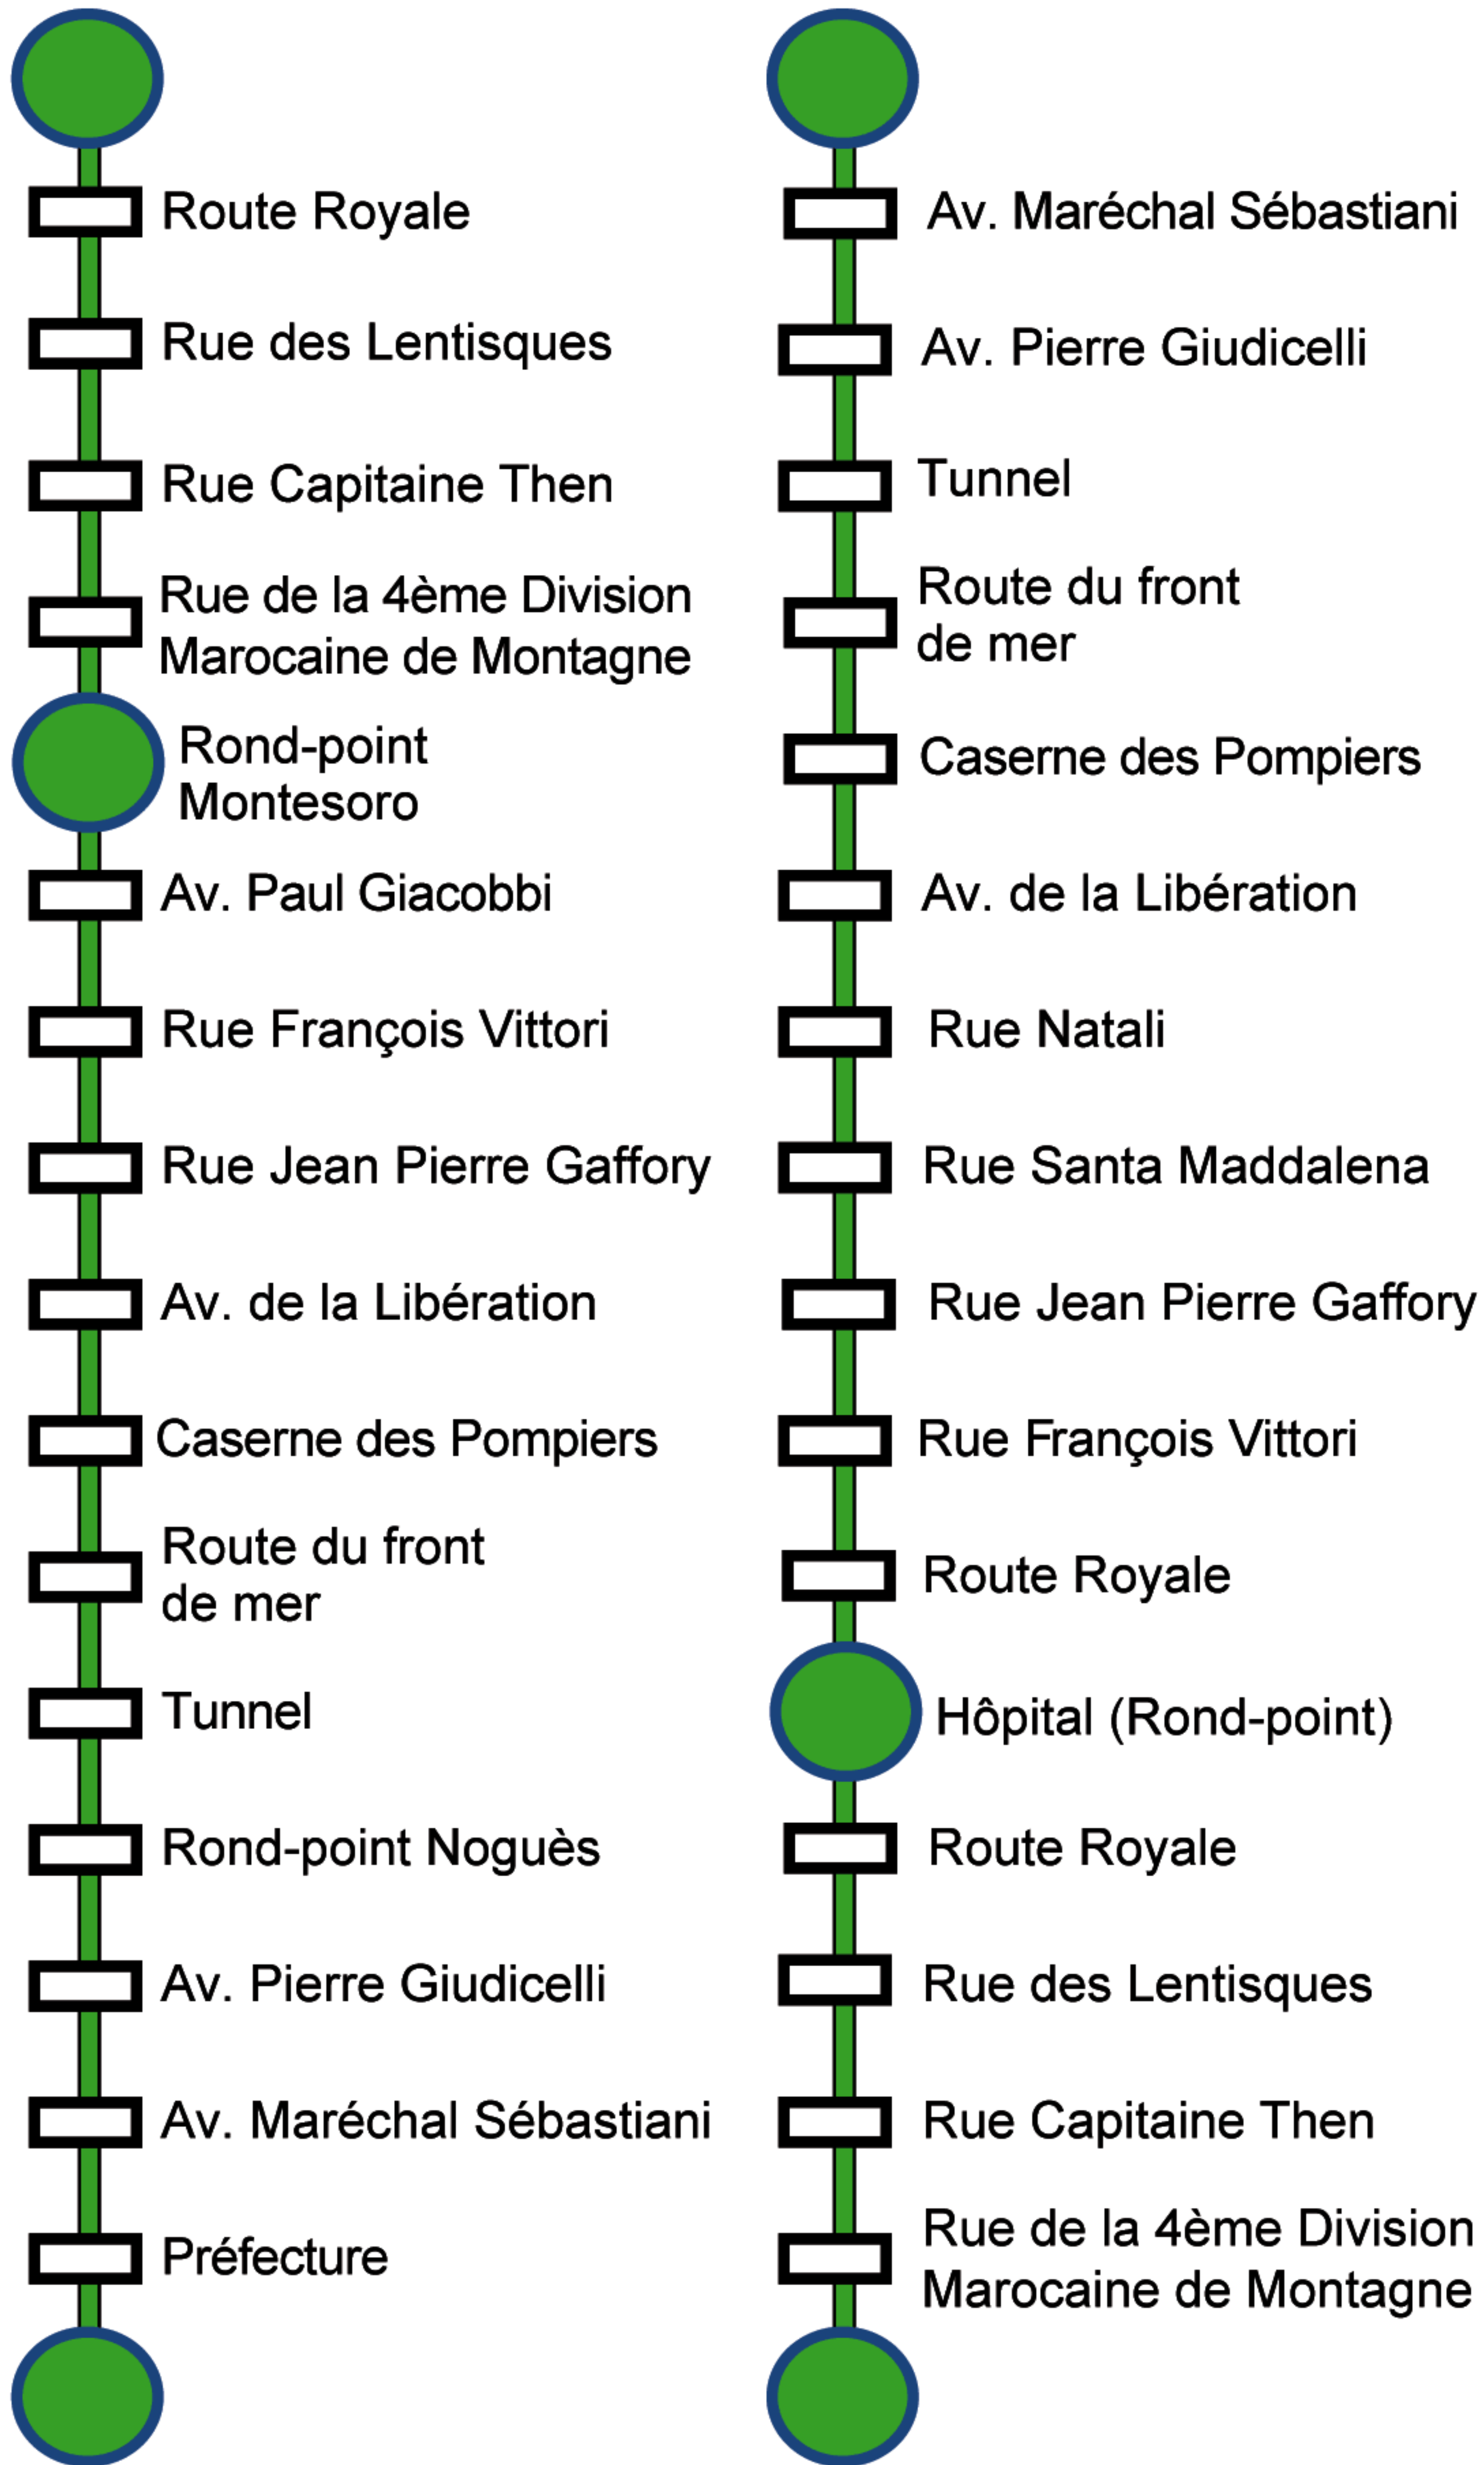 Route Royale
Rue des Lentisques
Rue Capitaine Then
Rue de la 4ème Division
Marocaine de Montagne
Rond-point
Montesoro
Av. Paul Giacobbi
Rue François Vittori
Rue Jean Pierre Gaffory
Av. de la Libération
Caserne des Pompiers
Route du front
de mer
Tunnel
Rond-point Noguès
Av. Pierre Giudicelli
Av. Maréchal Sébastiani
Préfecture
Av. Maréchal Sébastiani
Av. Pierre Giudicelli
Tunnel
Route du front
de mer
Caserne des Pompiers
Av. de la Libération
Rue Natali
Rue Santa Maddalena
Rue Jean Pierre Gaffory
Rue François Vittori
Route Royale
Hôpital (Rond-point)
Route Royale
Rue des Lentisques
Rue Capitaine Then
Rue de la 4ème Division
Marocaine de Montagne